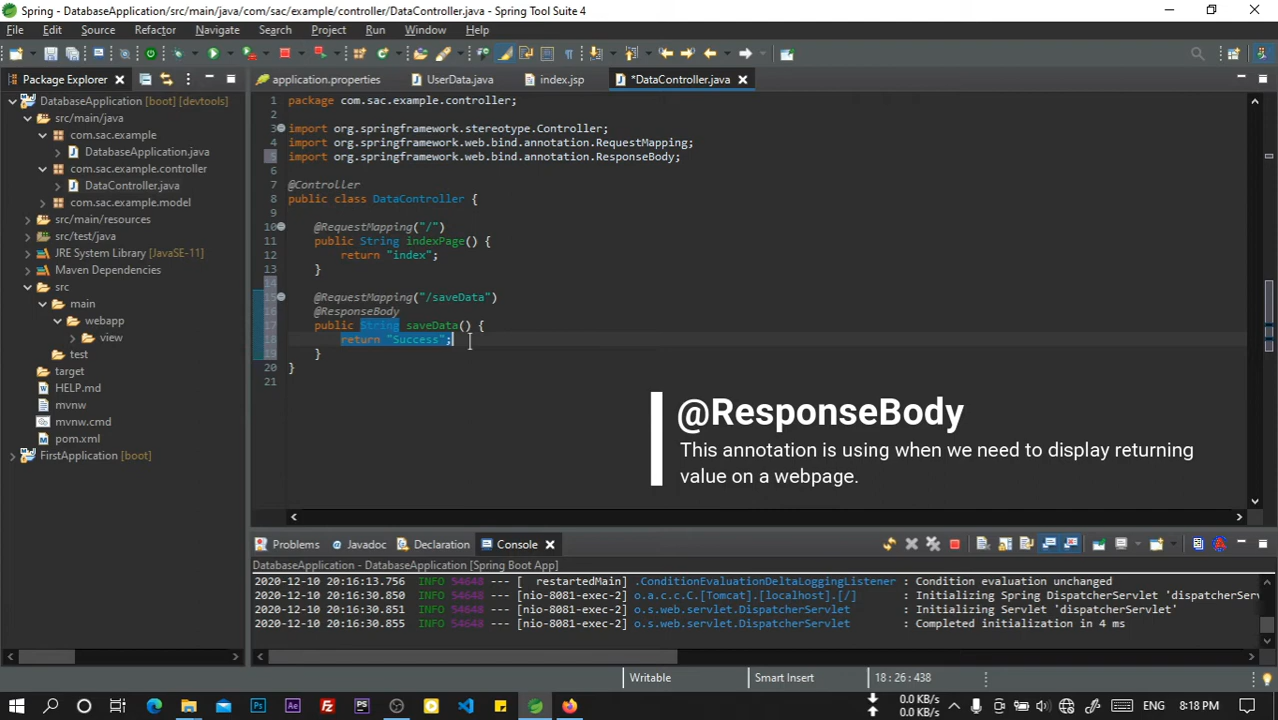 Spring - DatabaseApplication/src/main/java/com/sac/example/controller/DataController.java - Spring Tool Suite 4
File Edit Source Refactor Navigate Search Project Run Window Help
Package Explorer
application.properties UserData.java index.jsp *DataController.java
DatabaseApplication [boot] [devtools]
src/main/java
com.sac.example
DatabaseApplication.java
com.sac.example.controller
DataController.java
com.sac.example.model
src/main/resources
src/test/java
JRE System Library [JavaSE-11]
Maven Dependencies
src
main
webapp
view
test
target
HELP.md
mvnw
mvnw.cmd
pom.xml
FirstApplication [boot]
1 package com.sac.example.controller;
2
3 import org.springframework.stereotype.Controller;
4 import org.springframework.web.bind.annotation.RequestMapping;
5 import org.springframework.web.bind.annotation.ResponseBody;
6
7 @Controller
8 public class DataController {
9
10 @RequestMapping("/")
11 public String indexPage() {
12 return "index";
13 }
14
15 @RequestMapping("/saveData")
16 @ResponseBody
17 public String saveData() {
18 return "Success";
19 }
20 }
21
@ResponseBody
This annotation is using when we need to display returning
value on a webpage.
Problems Javadoc Declaration Console
DatabaseApplication - DatabaseApplication [Spring Boot App]
2020-12-10 20:16:13.756 INFO 54648 --- [ restartedMain] .ConditionEvaluationDeltaLoggingListener : Condition evaluation unchanged
2020-12-10 20:16:30.850 INFO 54648 --- [nio-8081-exec-2] o.a.c.c.C.[Tomcat].[localhost].[/] : Initializing Spring DispatcherServlet 'dispatcherServ
2020-12-10 20:16:30.851 INFO 54648 --- [nio-8081-exec-2] o.s.web.servlet.DispatcherServlet : Initializing Servlet 'dispatcherServlet'
2020-12-10 20:16:30.855 INFO 54648 --- [nio-8081-exec-2] o.s.web.servlet.DispatcherServlet : Completed initialization in 4 ms
Writable Smart Insert 18 : 26 : 438
0.0 KB/s
0.0 KB/s
ENG 8:18 PM